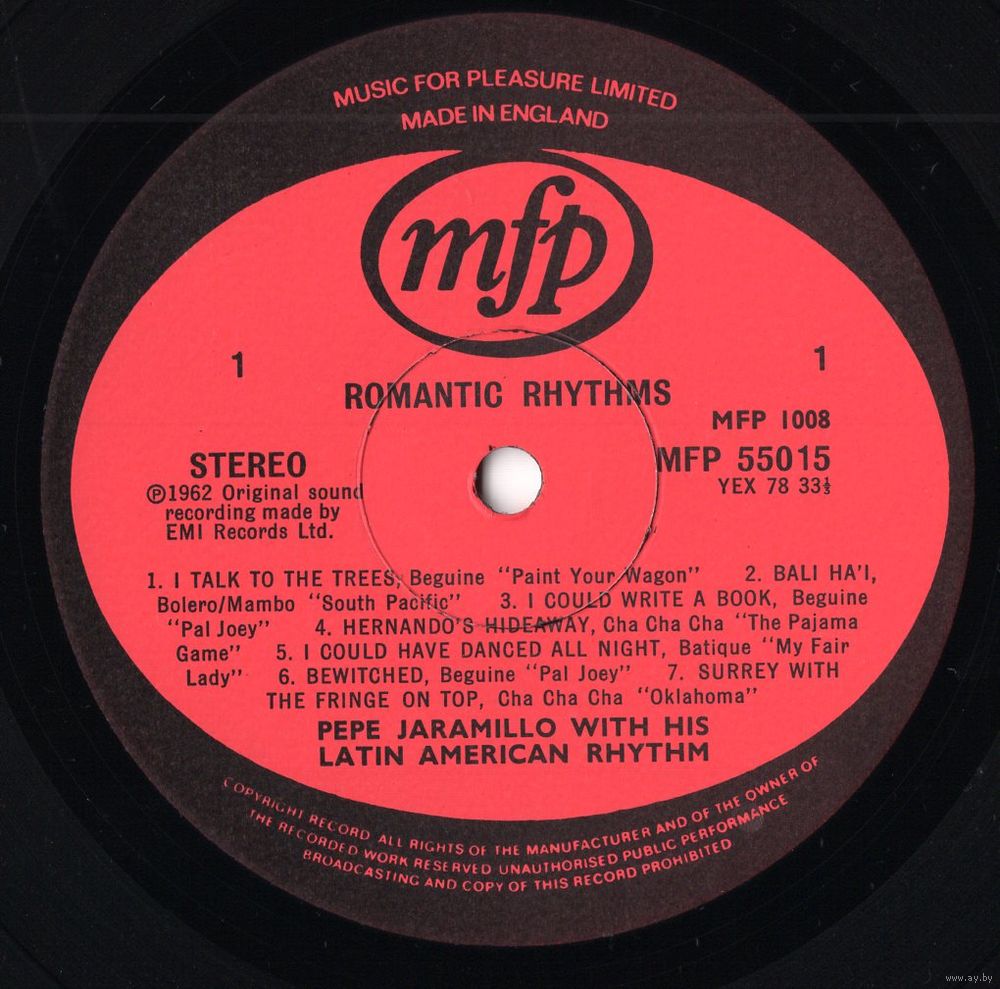 MUSIC FOR PLEASURE LIMITED
MADE IN ENGLAND
mfp
1
1
ROMANTIC RHYTHMS
MFP 1008
STEREO
MFP 55015
℗1962 Original sound
YEX 78 33⅓
recording made by
EMI Records Ltd.
1. I TALK TO THE TREES, Beguine "Paint Your Wagon" 2. BALI HA'I,
Bolero/Mambo "South Pacific" 3. I COULD WRITE A BOOK, Beguine
"Pal Joey" 4. HERNANDO'S HIDEAWAY, Cha Cha Cha "The Pajama
Game" 5. I COULD HAVE DANCED ALL NIGHT, Batique "My Fair
Lady" 6. BEWITCHED, Beguine "Pal Joey" 7. SURREY WITH
THE FRINGE ON TOP, Cha Cha Cha "Oklahoma"
PEPE JARAMILLO WITH HIS
LATIN AMERICAN RHYTHM
COPYRIGHT RECORD ALL RIGHTS OF THE MANUFACTURER AND OF THE OWNER OF
THE RECORDED WORK RESERVED UNAUTHORISED PUBLIC PERFORMANCE
BROADCASTING AND COPY OF THIS RECORD PROHIBITED
www.ay.by